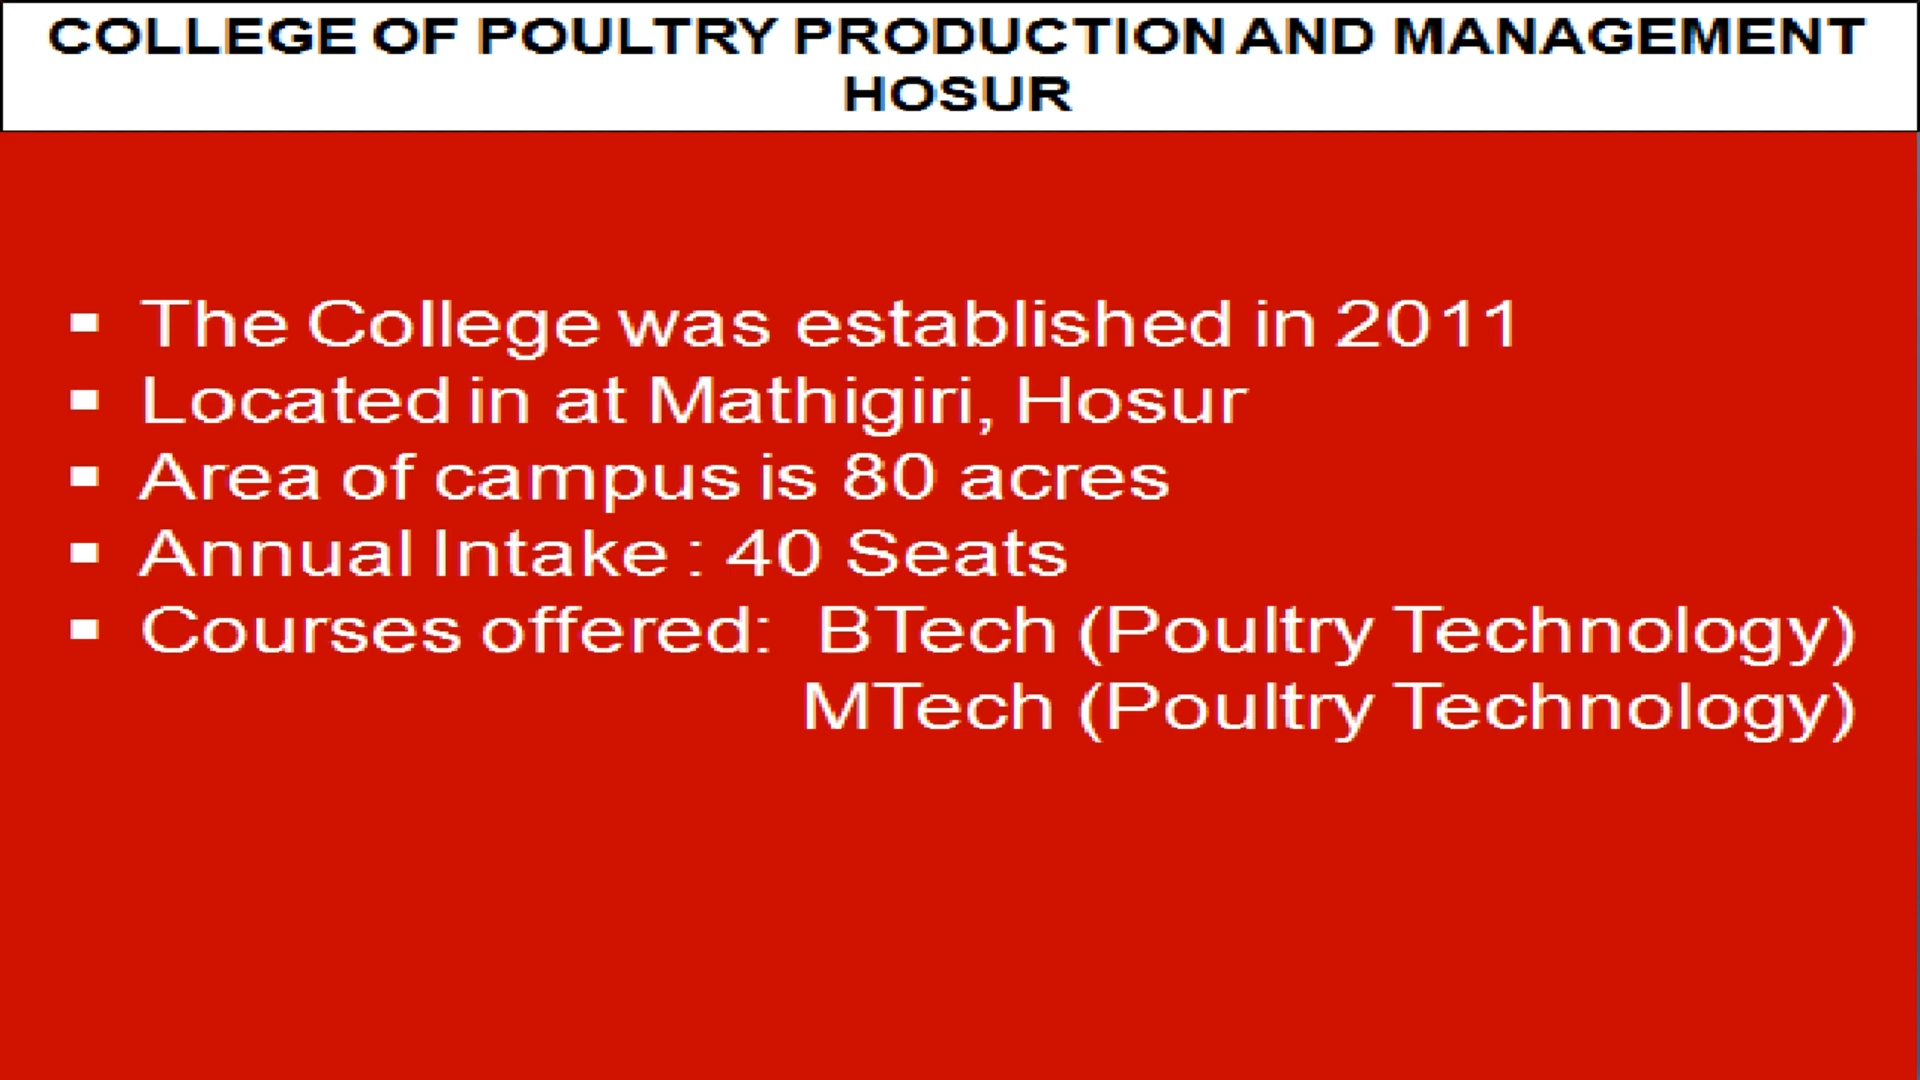 COLLEGE OF POULTRY PRODUCTION AND MANAGEMENT
HOSUR
▪ The College was established in 2011
▪ Located in at Mathigiri, Hosur
▪ Area of campus is 80 acres
▪ Annual Intake : 40 Seats
▪ Courses offered: BTech (Poultry Technology)
MTech (Poultry Technology)